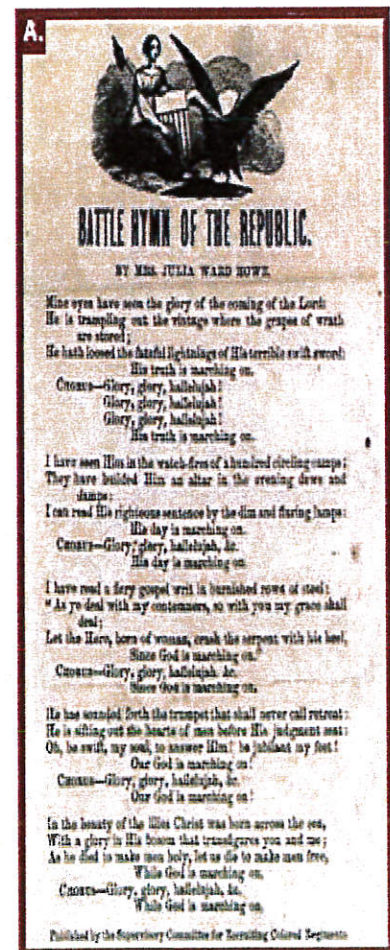 A.
BATTLE HYMN OF THE REPUBLIC.
BY MRS. JULIA WARD HOWE.
Mine eyes have seen the glory of the coming of the Lord:
He is trampling out the vintage where the grapes of wrath
are stored;
He hath loosed the fateful lightnings of His terrible swift sword:
His truth is marching on.
CHORUS—Glory, glory, hallelujah!
Glory, glory, hallelujah!
Glory, glory, hallelujah!
His truth is marching on.
I have seen Him in the watch-fires of a hundred circling camps;
They have builded Him an altar in the evening dews and
damps:
I can read His righteous sentence by the dim and flaring lamps:
His day is marching on.
CHORUS—Glory, glory, hallelujah, &c.
His day is marching on.
I have read a fiery gospel writ in burnished rows of steel;
"As ye deal with my contemners, so with you my grace shall
deal;
Let the Hero, born of woman, crush the serpent with his heel,
Since God is marching on."
CHORUS—Glory, glory, hallelujah, &c.
Since God is marching on.
He has sounded forth the trumpet that shall never call retreat:
He is sifting out the hearts of men before His judgment seat:
Oh, be swift, my soul, to answer Him! be jubilant my feet!
Our God is marching on!
CHORUS—Glory, glory, hallelujah, &c.
Our God is marching on!
In the beauty of the lilies Christ was born across the sea,
With a glory in His bosom that transfigures you and me;
As he died to make men holy, let us die to make men free,
While God is marching on.
CHORUS—Glory, glory, hallelujah, &c.
While God is marching on.
Published by the Supervisory Committee for Recruiting Colored Regiments